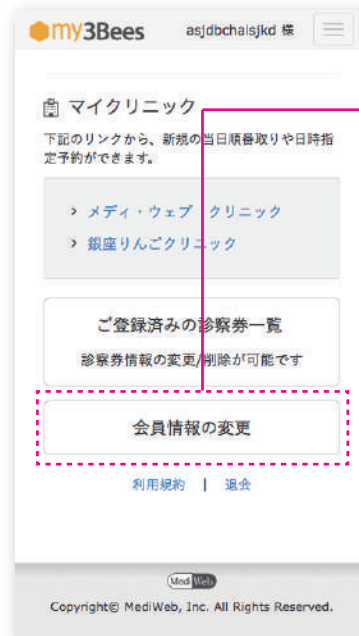 my3Bees
asjdbchaisjkd 様
マイクリニック
下記のリンクから、新規の当日順番取りや日時指
定予約ができます。
› メディ・ウェブ クリニック
› 銀座りんごクリニック
ご登録済みの診察券一覧
診察券情報の変更/削除が可能です
会員情報の変更
利用規約 | 退会
Medi Web
Copyright© MediWeb, Inc. All Rights Reserved.